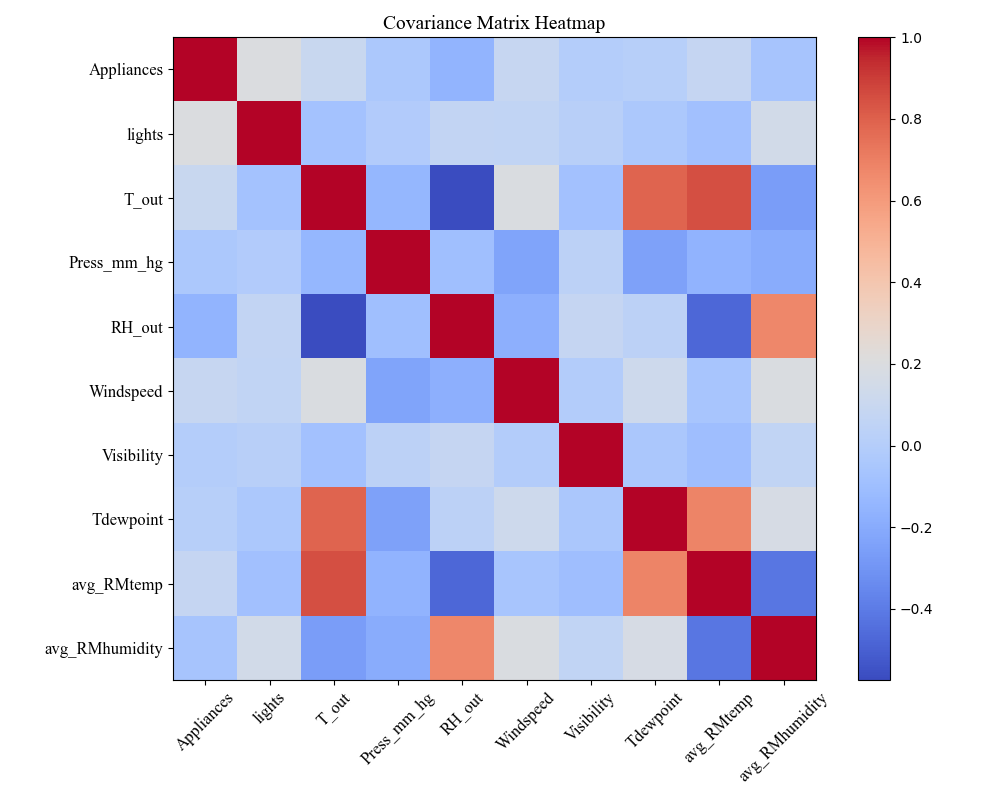 Covariance Matrix Heatmap
Appliances
lights
T_out
Press_mm_hg
RH_out
Windspeed
Visibility
Tdewpoint
avg_RMtemp
avg_RMhumidity
Appliances
lights
T_out
Press_mm_hg
RH_out
Windspeed
Visibility
Tdewpoint
avg_RMtemp
avg_RMhumidity
1.0
0.8
0.6
0.4
0.2
0.0
−0.2
−0.4